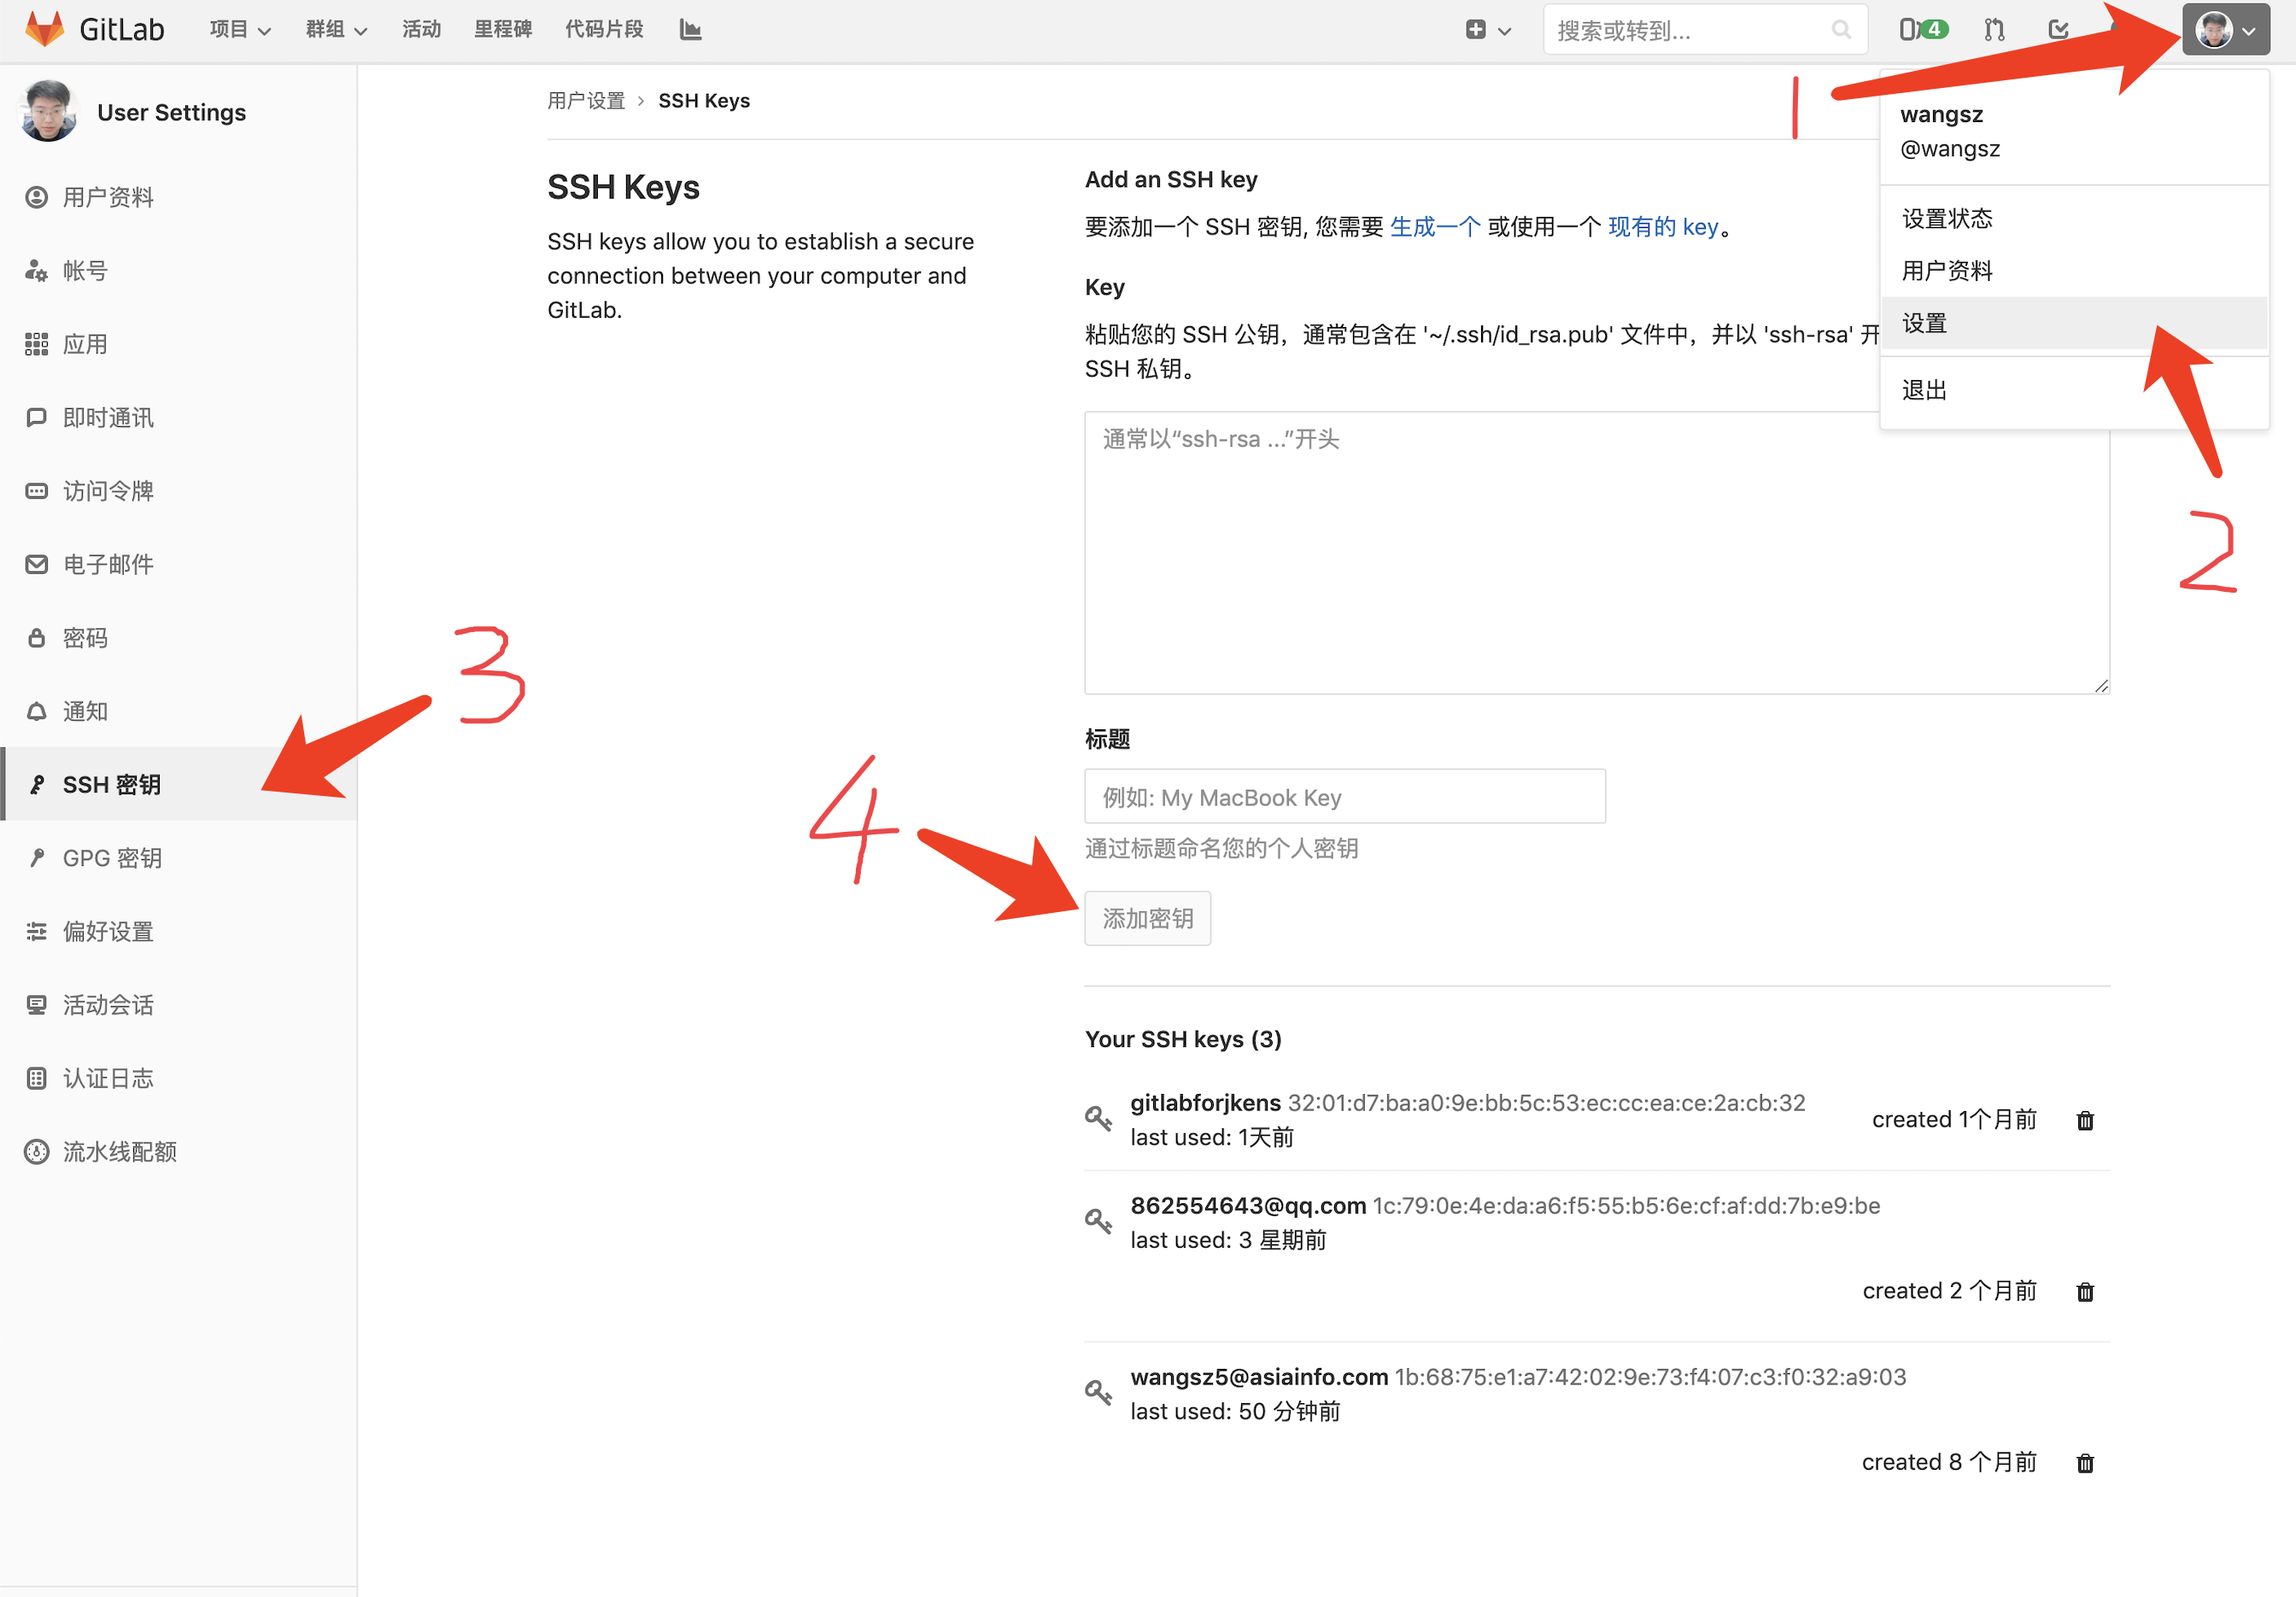 GitLab 项目 群组 活动 里程碑 代码片段 搜索或转到... 4
User Settings
用户资料
帐号
应用
即时通讯
访问令牌
电子邮件
密码
通知
SSH 密钥
GPG 密钥
偏好设置
活动会话
认证日志
流水线配额
用户设置 › SSH Keys
SSH Keys
SSH keys allow you to establish a secure
connection between your computer and
GitLab.
Add an SSH key
要添加一个 SSH 密钥, 您需要 生成一个 或使用一个 现有的 key。
Key
粘贴您的 SSH 公钥，通常包含在 '~/.ssh/id_rsa.pub' 文件中，并以 'ssh-rsa' 开
SSH 私钥。
通常以“ssh-rsa ...”开头
标题
例如: My MacBook Key
通过标题命名您的个人密钥
添加密钥
Your SSH keys (3)
gitlabforjkens 32:01:d7:ba:a0:9e:bb:5c:53:ec:cc:ea:ce:2a:cb:32
last used: 1天前
created 1个月前
862554643@qq.com 1c:79:0e:4e:da:a6:f5:55:b5:6e:cf:af:dd:7b:e9:be
last used: 3 星期前
created 2 个月前
wangsz5@asiainfo.com 1b:68:75:e1:a7:42:02:9e:73:f4:07:c3:f0:32:a9:03
last used: 50 分钟前
created 8 个月前
wangsz
@wangsz
设置状态
用户资料
设置
退出
1
2
3
4